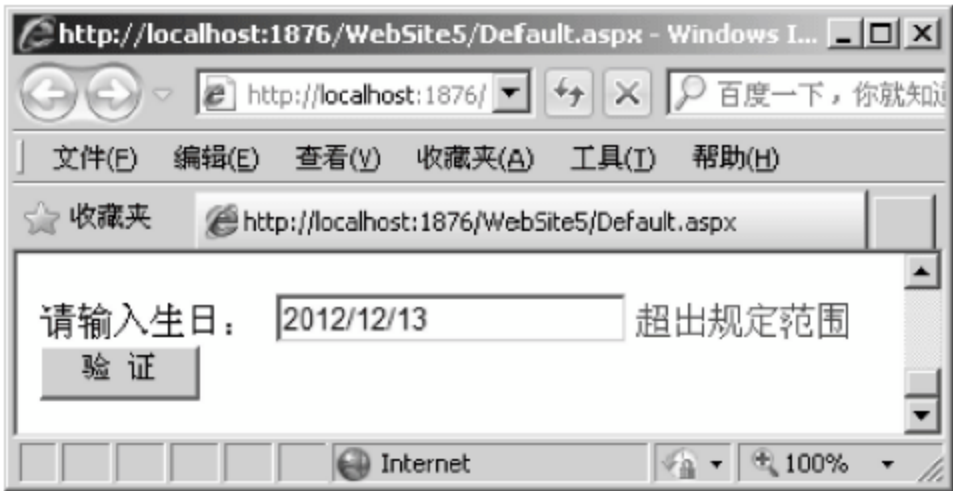 http://localhost:1876/WebSite5/Default.aspx - Windows I...
http://localhost:1876/ 百度一下，你就知道
文件(F) 编辑(E) 查看(V) 收藏夹(A) 工具(T) 帮助(H)
收藏夹 http://localhost:1876/WebSite5/Default.aspx
请输入生日： 2012/12/13 超出规定范围
验 证
Internet 100%